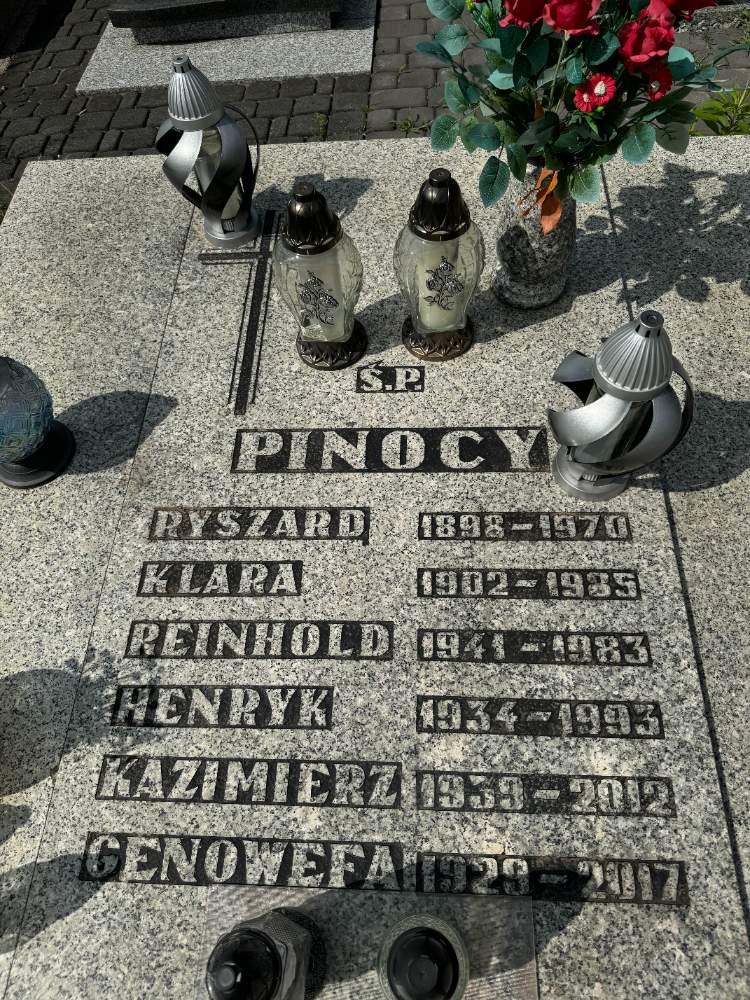 Ś.P.
PINOCY
RYSZARD 1898-1970
KLARA 1902-1985
REINHOLD 1941-1983
HENRYK 1934-1993
KAZIMIERZ 1939-2012
GENOWEFA 1929-2017